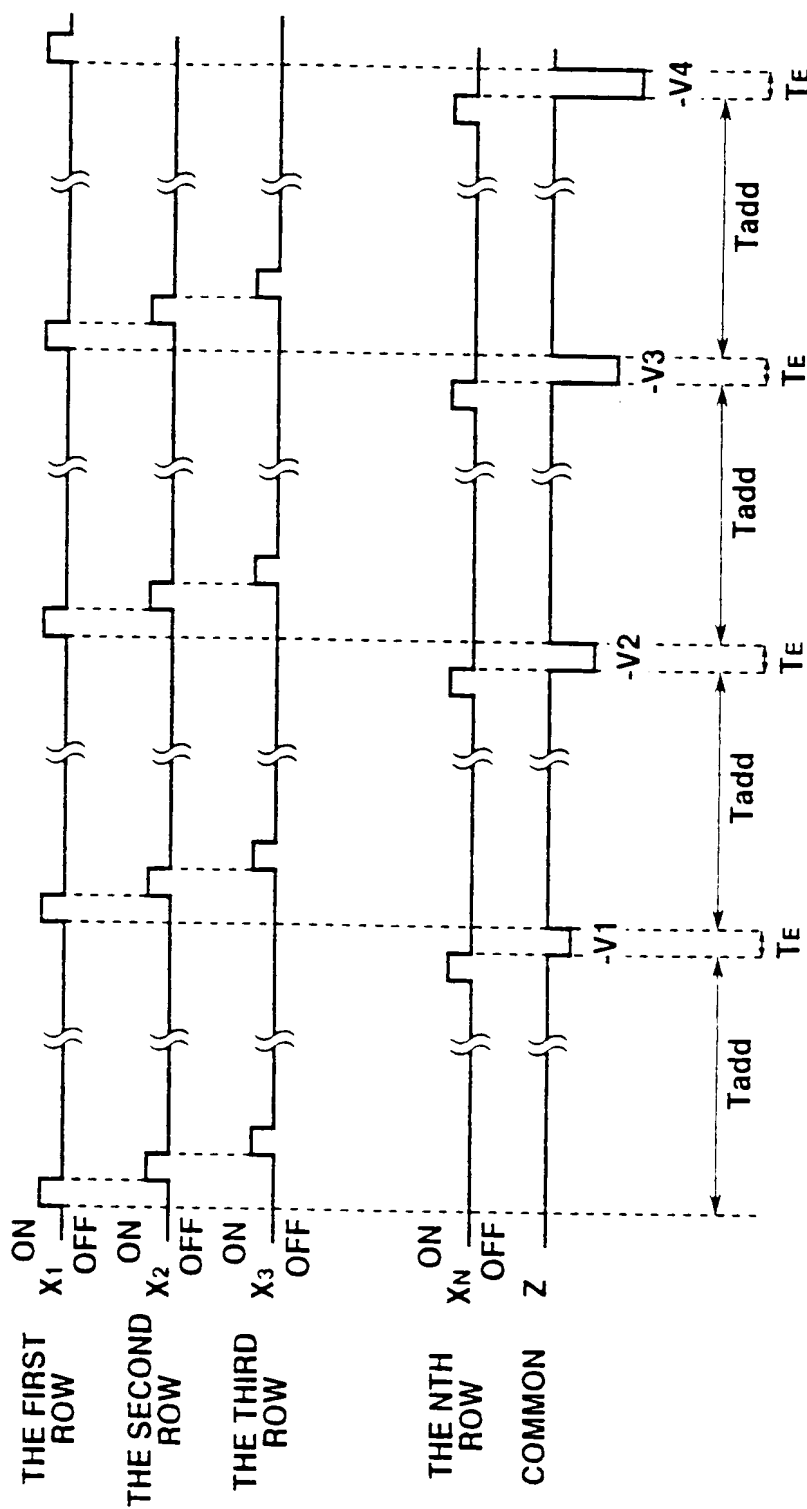 THE FIRST
ROW
X1
ON
OFF
THE SECOND
ROW
X2
ON
OFF
THE THIRD
ROW
X3
ON
OFF
THE NTH
ROW
XN
ON
OFF
COMMON
Z
-V1
-V2
-V3
-V4
Tadd
TE
Tadd
TE
Tadd
TE
Tadd
TE